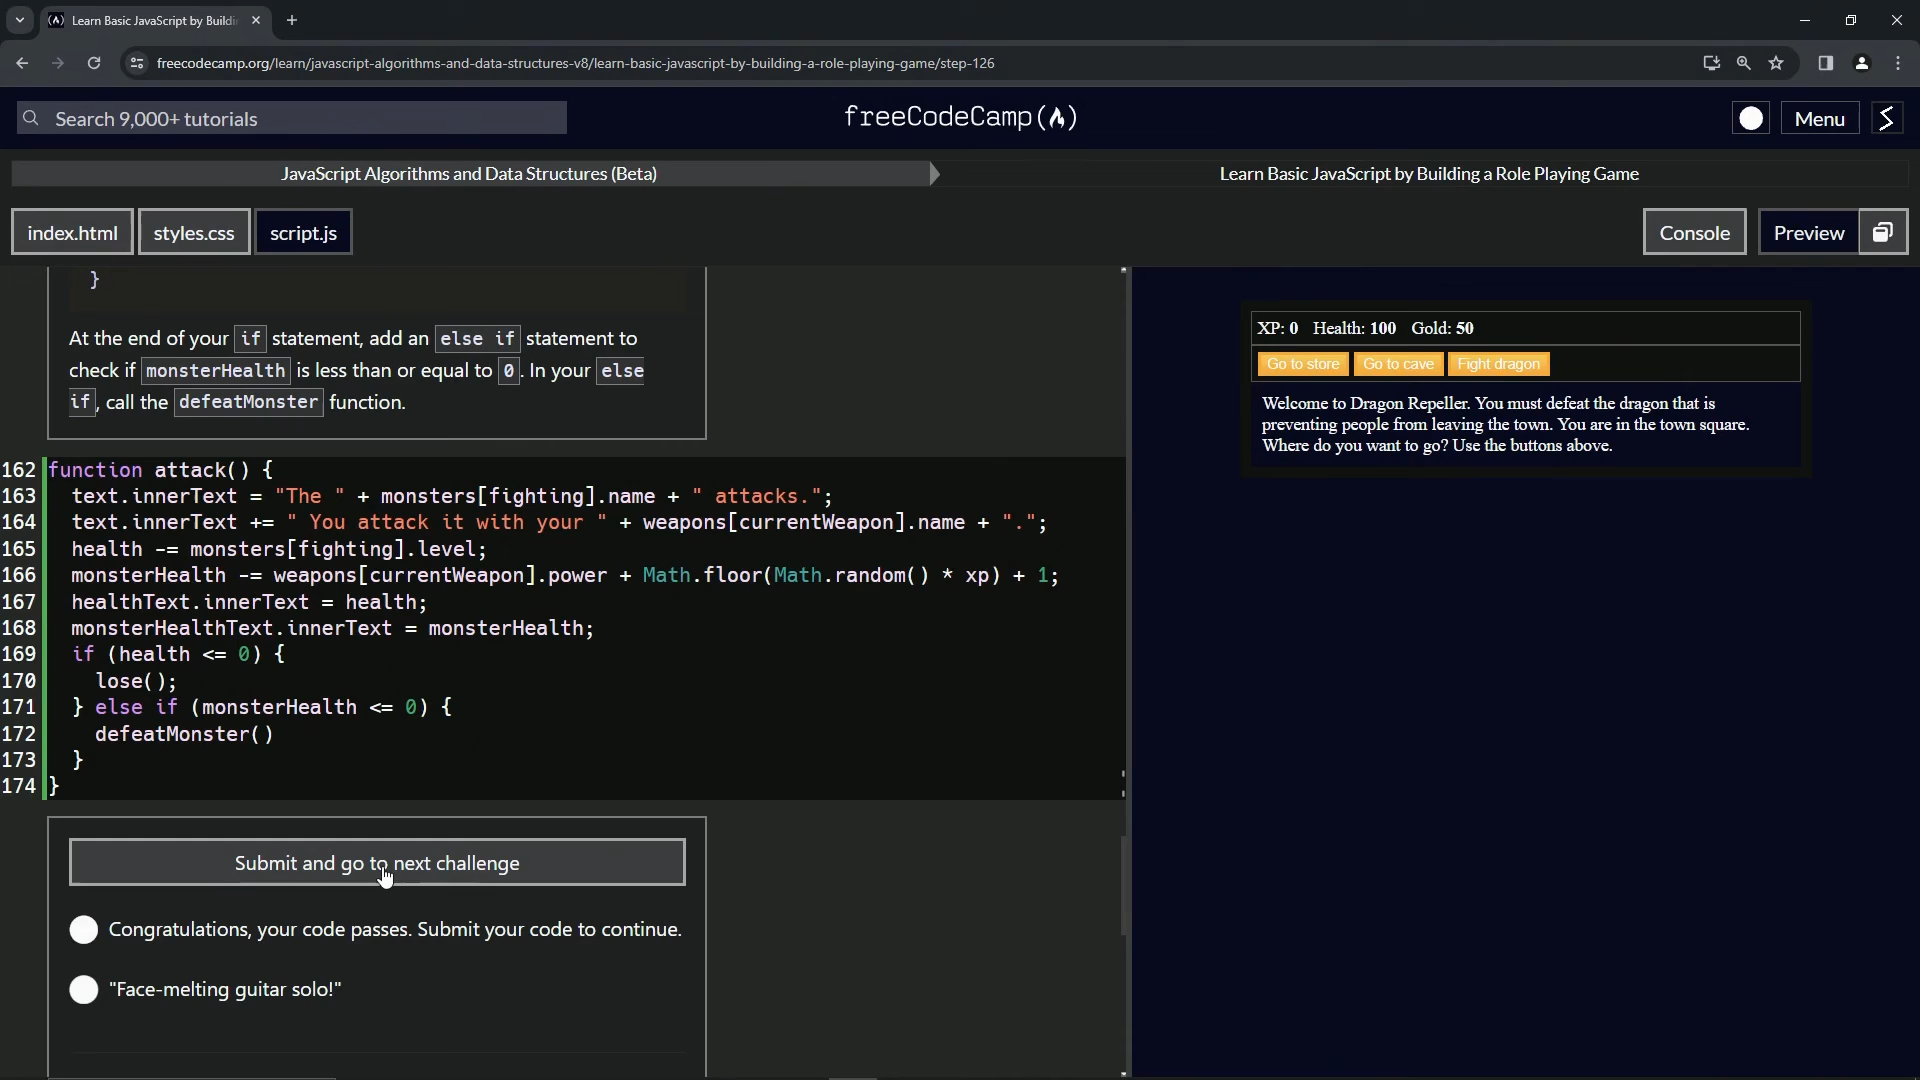 Learn Basic JavaScript by Buildi
freecodecamp.org/learn/javascript-algorithms-and-data-structures-v8/learn-basic-javascript-by-building-a-role-playing-game/step-126
Search 9,000+ tutorials
freeCodeCamp(🔥)
Menu
JavaScript Algorithms and Data Structures (Beta)
Learn Basic JavaScript by Building a Role Playing Game
index.html
styles.css
script.js
Console
Preview
}
At the end of your if statement, add an else if statement to
check if monsterHealth is less than or equal to 0. In your else
if, call the defeatMonster function.
162 function attack() {
163   text.innerText = "The " + monsters[fighting].name + " attacks.";
164   text.innerText += " You attack it with your " + weapons[currentWeapon].name + ".";
165   health -= monsters[fighting].level;
166   monsterHealth -= weapons[currentWeapon].power + Math.floor(Math.random() * xp) + 1;
167   healthText.innerText = health;
168   monsterHealthText.innerText = monsterHealth;
169   if (health <= 0) {
170     lose();
171   } else if (monsterHealth <= 0) {
172     defeatMonster()
173   }
174 }
Submit and go to next challenge
Congratulations, your code passes. Submit your code to continue.
"Face-melting guitar solo!"
XP: 0 Health: 100 Gold: 50
Go to store Go to cave Fight dragon
Welcome to Dragon Repeller. You must defeat the dragon that is
preventing people from leaving the town. You are in the town square.
Where do you want to go? Use the buttons above.